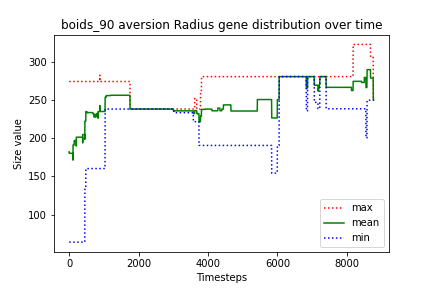 boids_90 aversion Radius gene distribution over time
Size value
300
250
200
150
100
max
mean
min
0
2000
4000
6000
8000
Timesteps